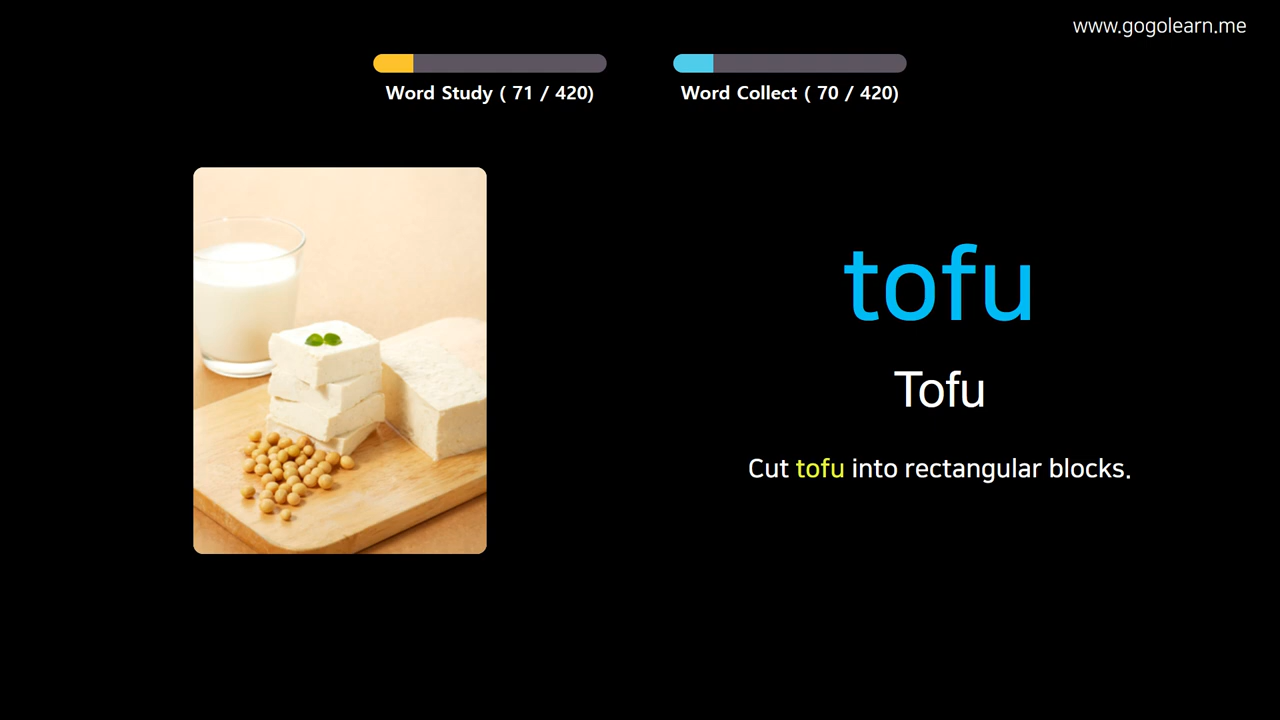 www.gogolearn.me
Word Study ( 71 / 420)
Word Collect ( 70 / 420)
tofu
Tofu
Cut tofu into rectangular blocks.